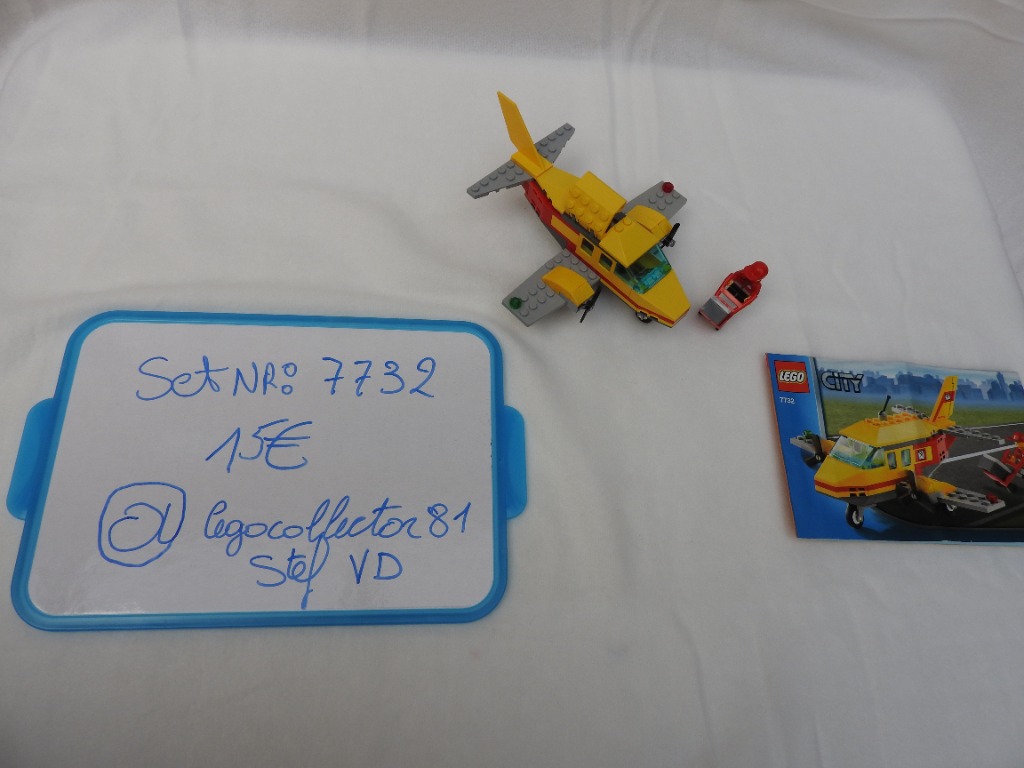 Set NR: 7732
15€
@ legocollector81
Stef VD
LEGO CITY
7732